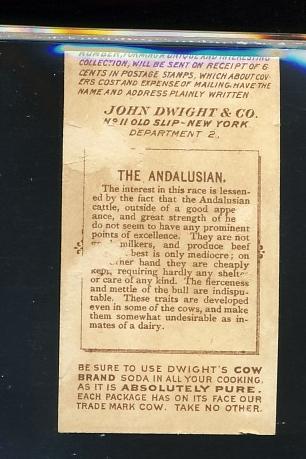 NUMBER, FORMING A UNIQUE AND INTERESTING
COLLECTION, WILL BE SENT ON RECEIPT OF 6
CENTS IN POSTAGE STAMPS, WHICH ABOUT COV-
ERS COST AND EXPENSE OF MAILING. HAVE THE
NAME AND ADDRESS PLAINLY WRITTEN
JOHN DWIGHT & CO.
No 11 OLD SLIP-NEW YORK
DEPARTMENT 2.
THE ANDALUSIAN.
The interest in this race is lessen-
ed by the fact that the Andalusian
cattle, outside of a good appe
ance, and great strength of he
do not seem to have any prominent
points of excellence. They are not
milkers, and produce beef
best is only mediocre; on
her hand they are cheaply
kept, requiring hardly any shelte
or care of any kind. The fierceness
and nettle of the bull are indispu-
table. These traits are developed
even in some of the cows, and make
them somewhat undesirable as in-
mates of a dairy.
BE SURE TO USE DWIGHT'S COW
BRAND SODA IN ALL YOUR COOKING.
AS IT IS ABSOLUTELY PURE.
EACH PACKAGE HAS ON ITS FACE OUR
TRADE MARK COW. TAKE NO OTHER.